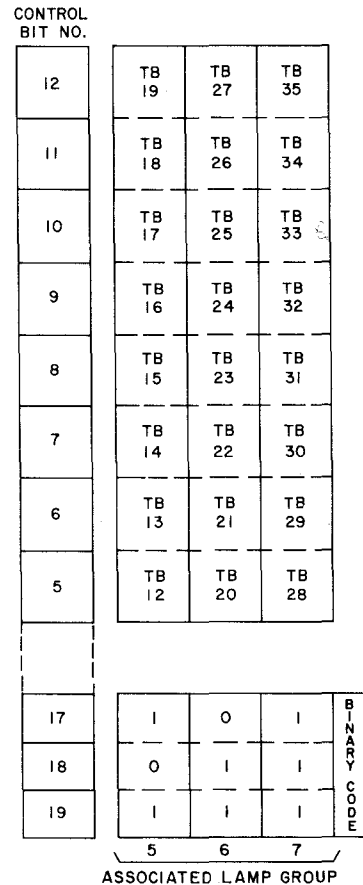 CONTROL
BIT NO.
12 TB 19 TB 27 TB 35
11 TB 18 TB 26 TB 34
10 TB 17 TB 25 TB 33
9 TB 16 TB 24 TB 32
8 TB 15 TB 23 TB 31
7 TB 14 TB 22 TB 30
6 TB 13 TB 21 TB 29
5 TB 12 TB 20 TB 28
17 1 0 1
18 0 1 1
19 1 1 1
BINARY CODE
5 6 7
ASSOCIATED LAMP GROUP